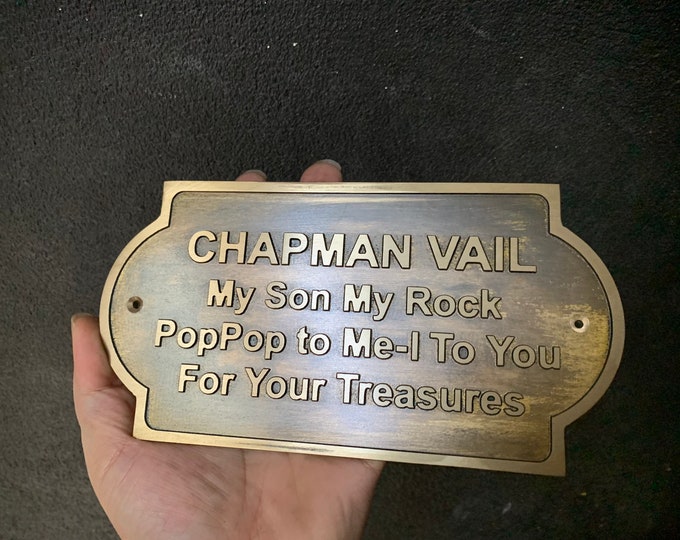 CHAPMAN VAIL
My Son My Rock
PopPop to Me-I To You
For Your Treasures